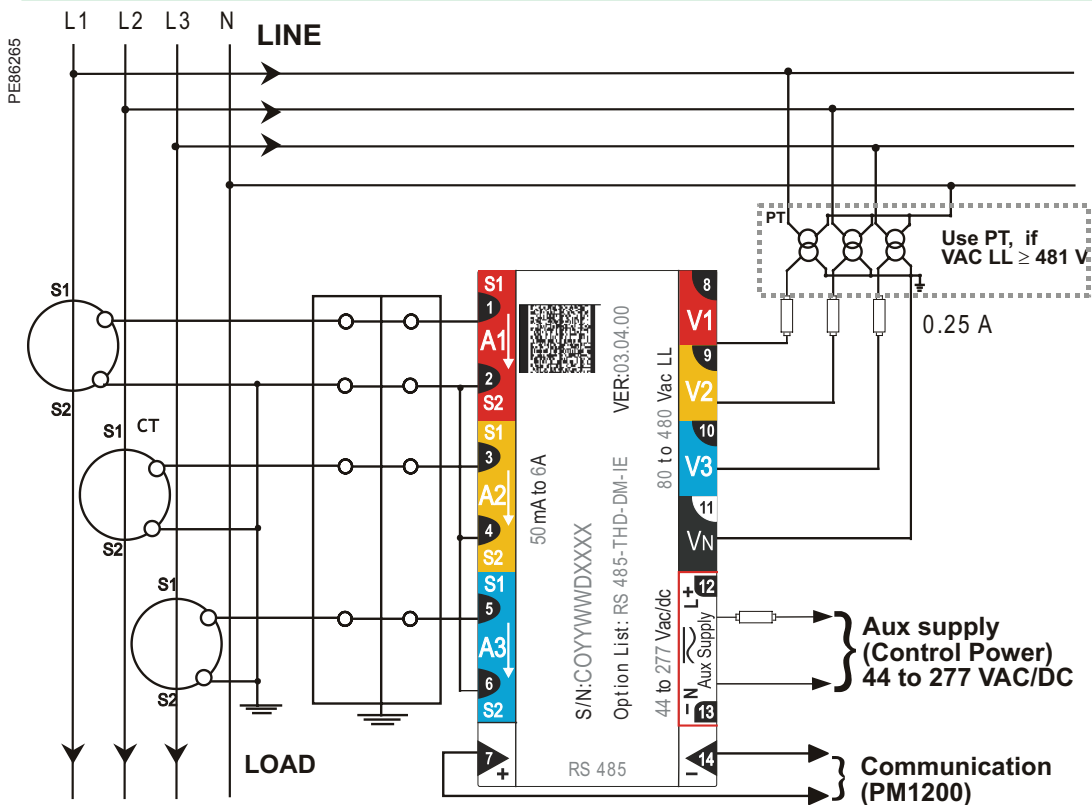 PE86265
L1 L2 L3 N
LINE
PT
Use PT, if
VAC LL ≥ 481 V
0.25 A
S1
S2
S1 CT
S2
S1
S2
LOAD
S1
1
A1
2
S2
S1
3
A2
4
S2
S1
5
A3
6
S2
7
+
50 mA to 6A
S/N:COYYWWDXXXX
Option List: RS 485-THD-DM-IE
VER:03.04.00
80 to 480 Vac LL
44 to 277 Vac/dc
RS 485
8
V1
9
V2
10
V3
11
VN
12
L+
Aux Supply
–N
13
14
–
Aux supply
(Control Power)
44 to 277 VAC/DC
Communication
(PM1200)